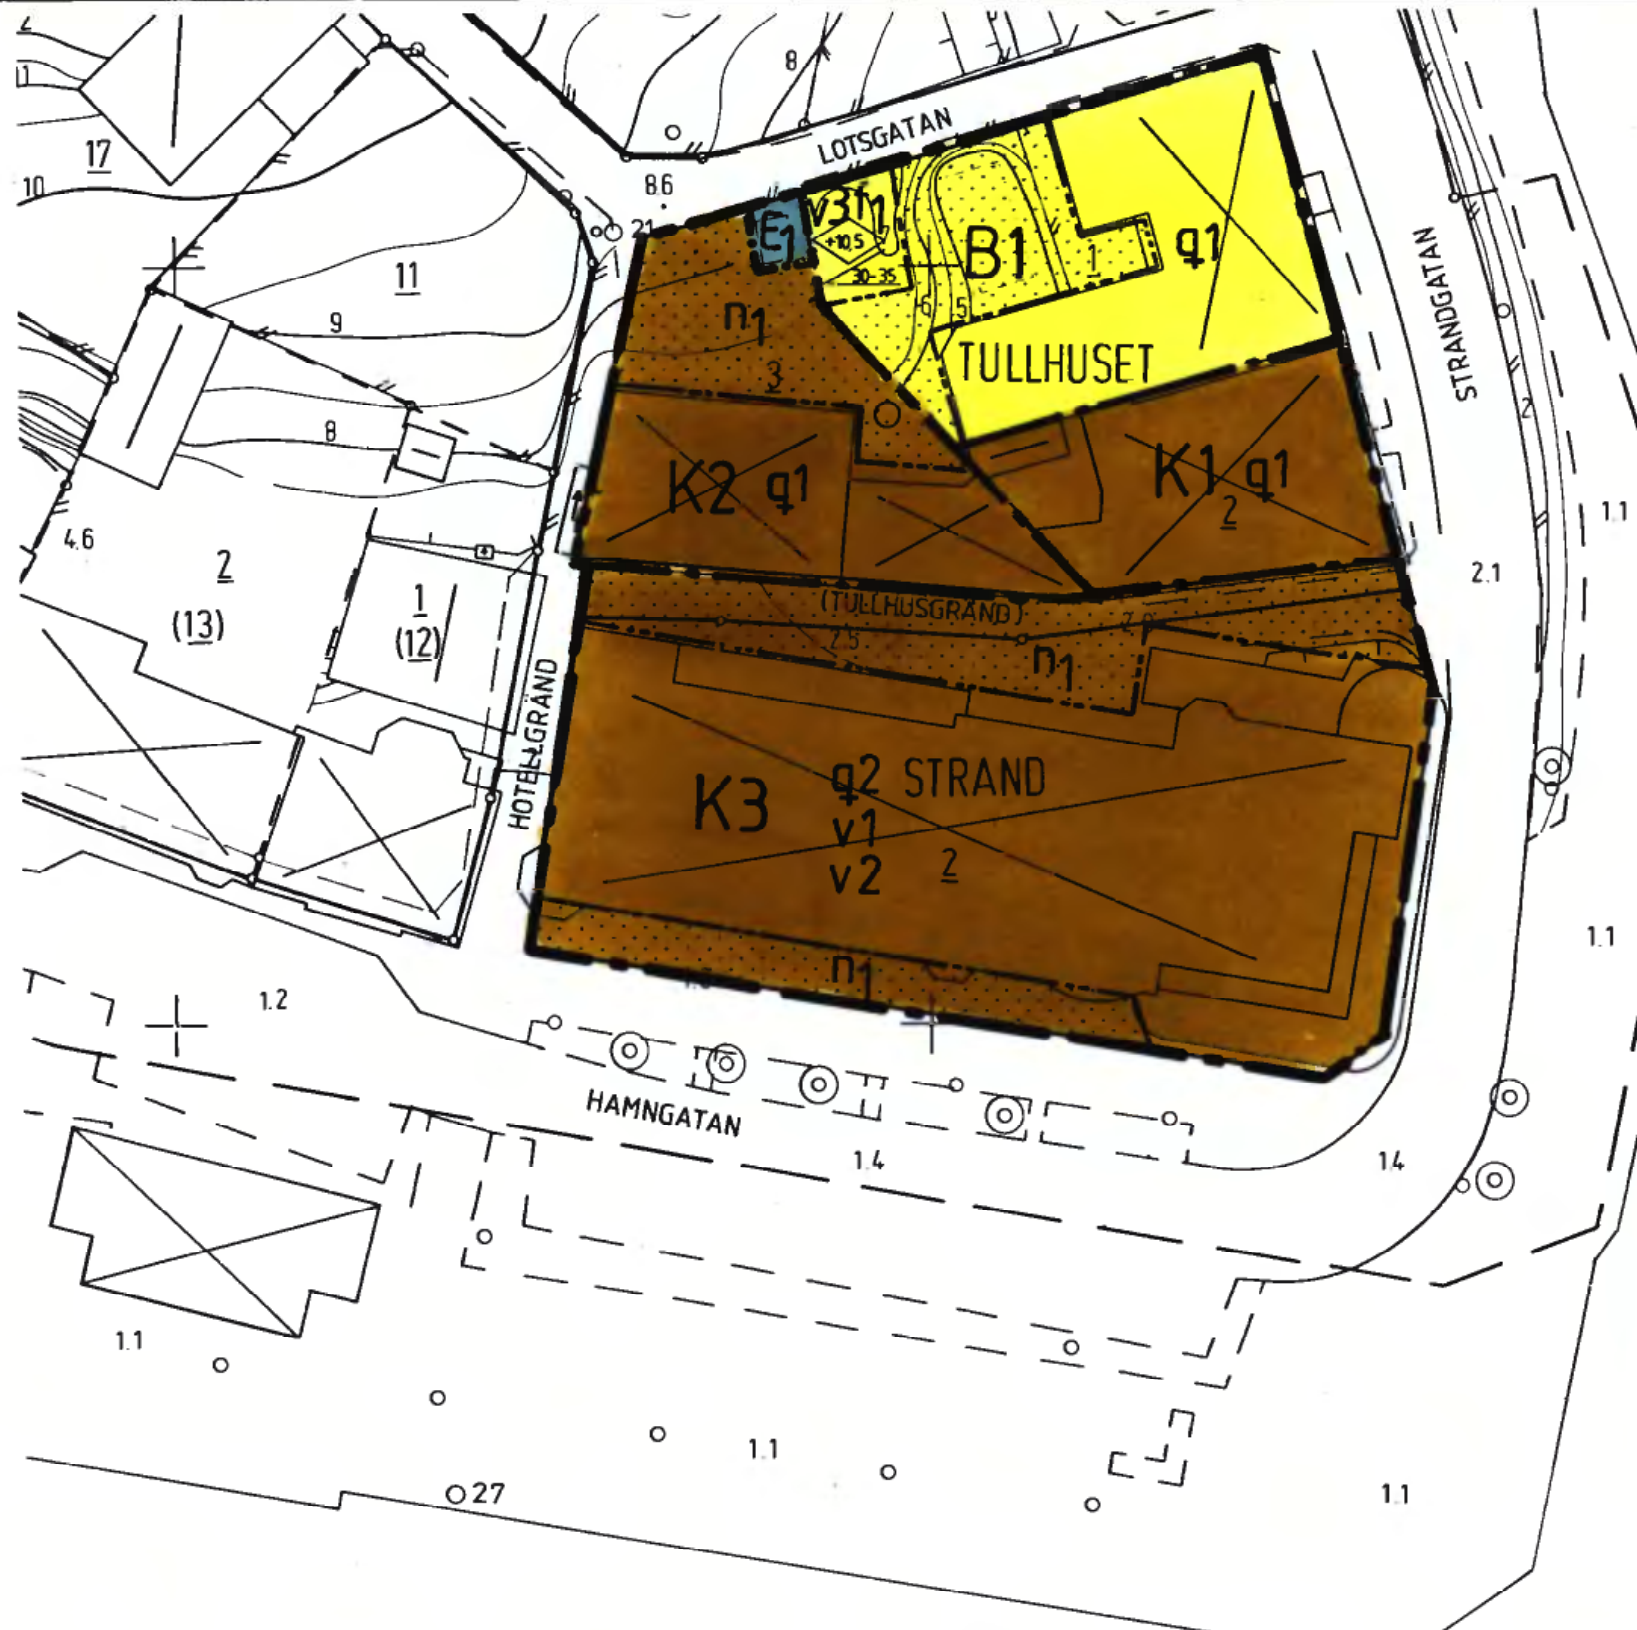 8
17
10
LOTSGATAN
8.6
21
E1
v3f1
+10,5
30-35
B1
1
q1
11
9
n1
6
5
TULLHUSET
STRANDGATAN
2
3
8
K2 q1
K1 q1
2
4.6
2
(13)
1
(12)
1.1
2.1
(TULLHUSGRÄND)
2.5
n1
HOTELLGRÄND
K3
q2 STRAND
v1
v2
2
1.1
n1
1.2
HAMNGATAN
1.4
1.4
1.1
1.1
27
1.1